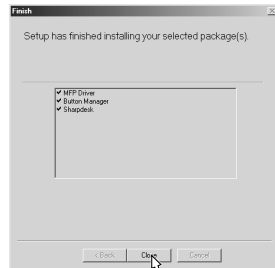 Finish
Setup has finished installing your selected package(s).
MFP Driver
Button Manager
Sharpdesk
< Back
Close
Cancel